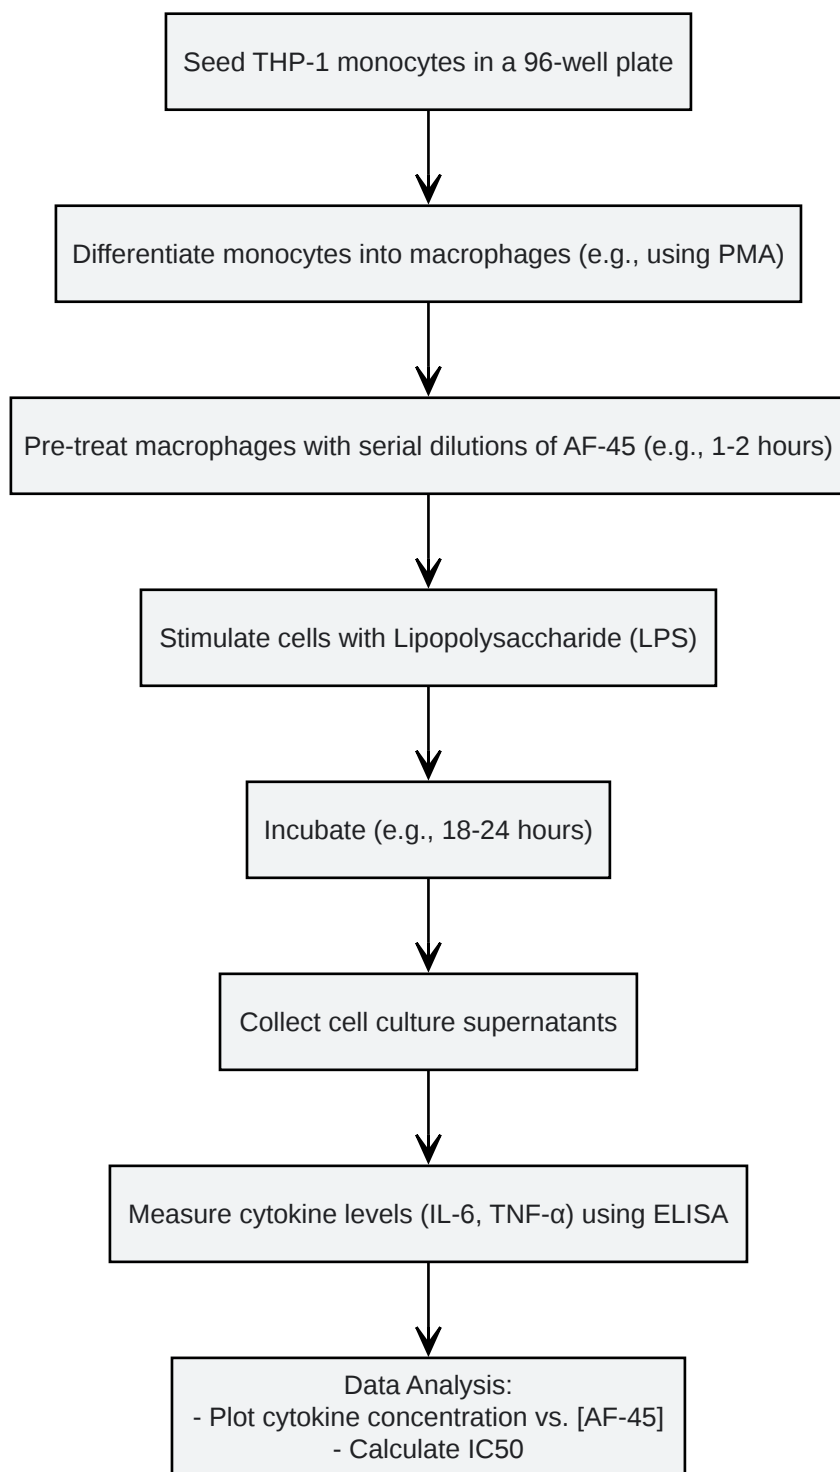 Seed THP-1 monocytes in a 96-well plate
Differentiate monocytes into macrophages (e.g., using PMA)
Pre-treat macrophages with serial dilutions of AF-45 (e.g., 1-2 hours)
Stimulate cells with Lipopolysaccharide (LPS)
Incubate (e.g., 18-24 hours)
Collect cell culture supernatants
Measure cytokine levels (IL-6, TNF-α) using ELISA
Data Analysis:
- Plot cytokine concentration vs. [AF-45]
- Calculate IC50